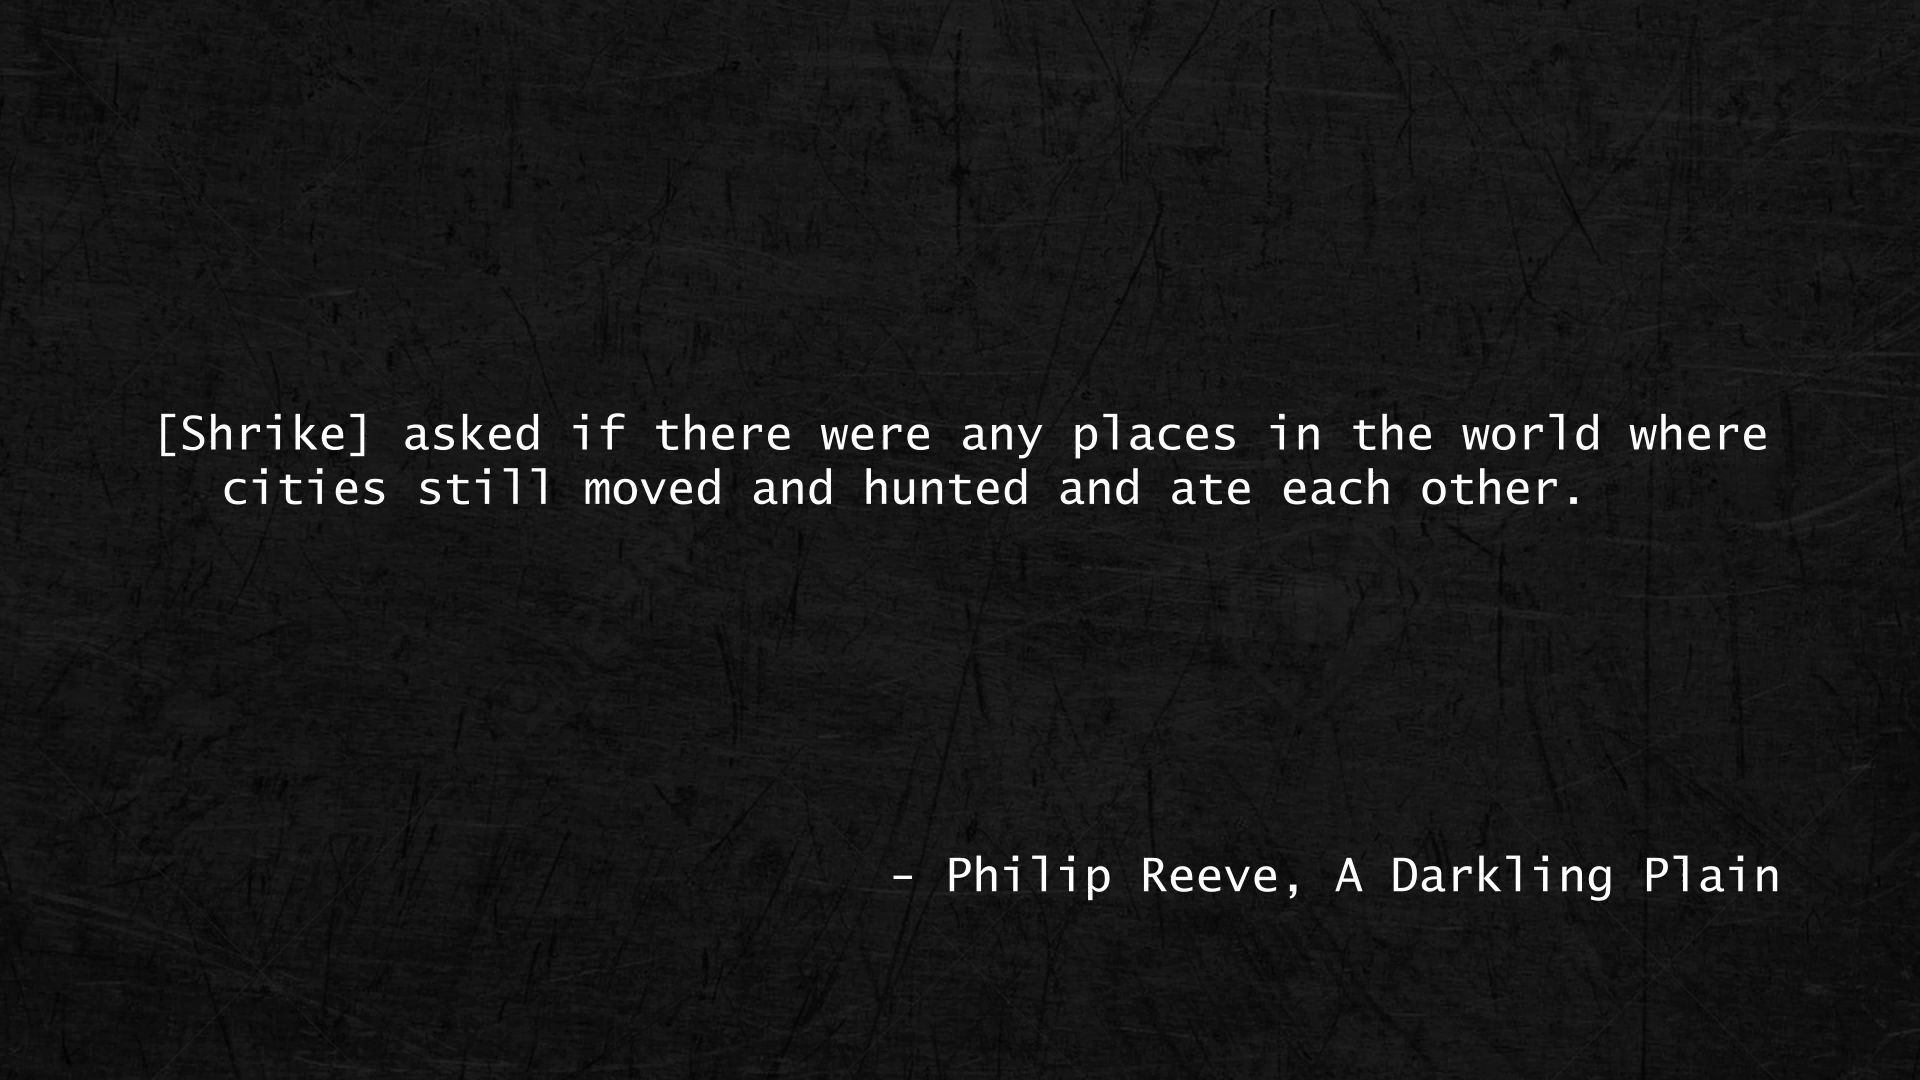 [Shrike] asked if there were any places in the world where
cities still moved and hunted and ate each other.
– Philip Reeve, A Darkling Plain